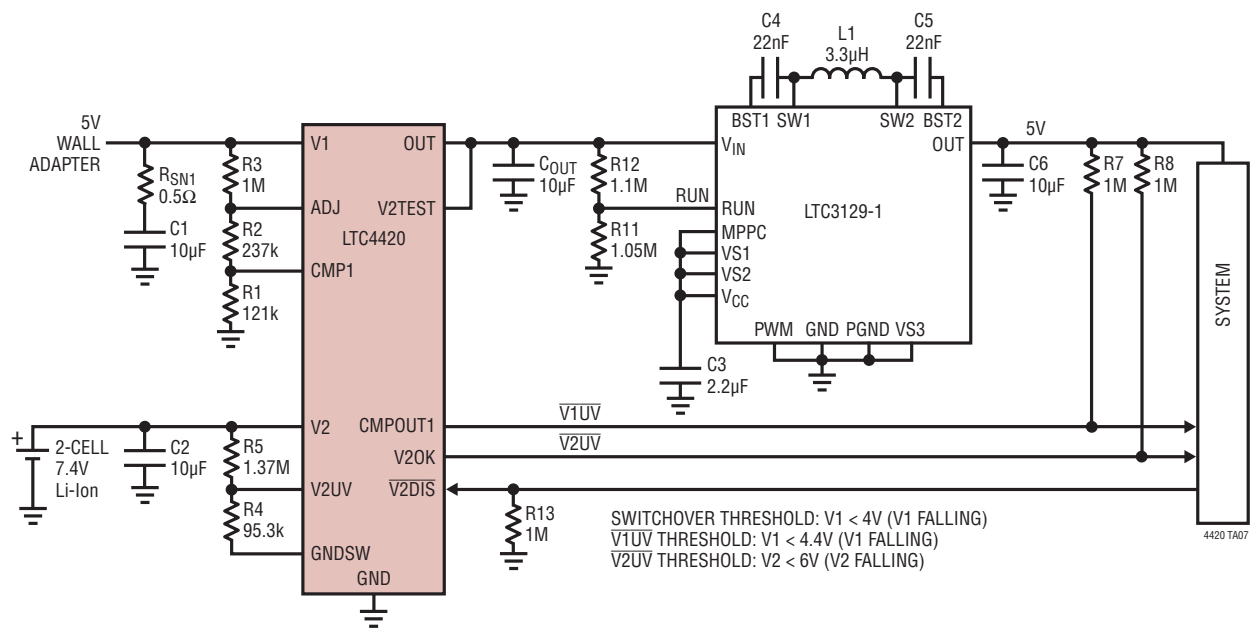 C4
22nF
L1
3.3µH
C5
22nF
BST1 SW1 SW2 BST2
5V
WALL
ADAPTER
RSN1
0.5Ω
C1
10µF
R3
1M
R2
237k
R1
121k
V1
ADJ
CMP1
LTC4420
OUT
V2TEST
COUT
10µF
R12
1.1M
R11
1.05M
RUN
VIN
RUN
MPPC
VS1
VS2
VCC
LTC3129-1
OUT
PWM GND PGND VS3
C3
2.2µF
5V
C6
10µF
R7
1M
R8
1M
SYSTEM
+
2-CELL
7.4V
Li-Ion
C2
10µF
R5
1.37M
R4
95.3k
V2
V2UV
GNDSW
GND
CMPOUT1
V2OK
V2DIS
V1UV
V2UV
R13
1M
SWITCHOVER THRESHOLD: V1 < 4V (V1 FALLING)
V1UV THRESHOLD: V1 < 4.4V (V1 FALLING)
V2UV THRESHOLD: V2 < 6V (V2 FALLING)
4420 TA07